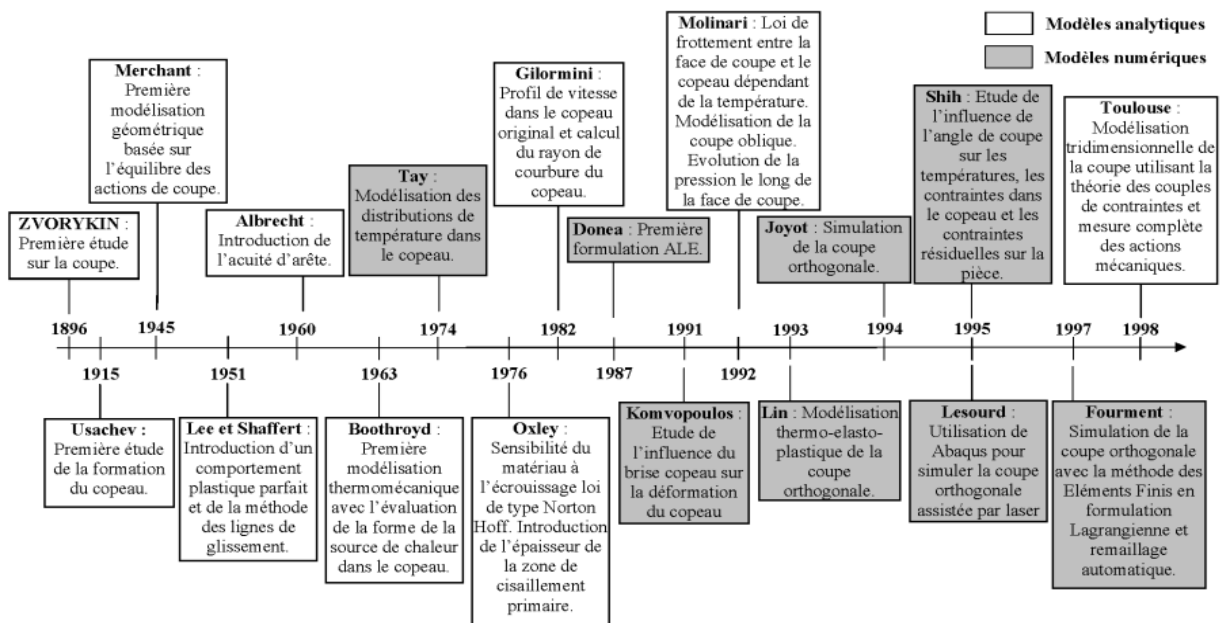 Modèles analytiques
Modèles numériques
Merchant :
Première
modélisation
géométrique
basée sur
l'équilibre des
actions de coupe.
Gilormini :
Profil de vitesse
dans le copeau
original et calcul
du rayon de
courbure du
copeau.
Molinari : Loi de
frottement entre la
face de coupe et le
copeau dépendant
de la température.
Modélisation de la
coupe oblique.
Evolution de la
pression le long de
la face de coupe.
Shih : Etude de
l'influence de
l'angle de coupe
sur les
températures, les
contraintes dans
le copeau et les
contraintes
résiduelles sur la
pièce.
Toulouse :
Modélisation
tridimensionnelle
de la coupe utilisant
la théorie des couples
de contraintes et
mesure complète
des actions
mécaniques.
ZVORYKIN :
Première étude
sur la coupe.
Albrecht :
Introduction de
l'acuité d'arête.
Tay :
Modélisation des
distributions de
température dans
le copeau.
Donea : Première
formulation ALE.
Joyot : Simulation
de la coupe
orthogonale.
1896 1945 1960 1974 1982 1991 1993 1994 1995 1997 1998
1915 1951 1963 1976 1987 1992
Usachev :
Première étude
de la formation
du copeau.
Lee et Shaffert :
Introduction d'un
comportement
plastique parfait
et de la méthode
des lignes de
glissement.
Boothroyd :
Première
modélisation
thermomécanique
avec l'évaluation
de la forme de la
source de chaleur
dans le copeau.
Oxley :
Sensibilité du
matériau à
l'écrouissage loi
de type Norton
Hoff. Introduction
de l'épaisseur de
la zone de
cisaillement
primaire.
Komvopoulos :
Etude de
l'influence du
brise copeau sur
la déformation
du copeau
Lin : Modélisation
thermo-elasto-
plastique de la
coupe
orthogonale.
Lesourd :
Utilisation de
Abaqus pour
simuler la coupe
orthogonale
assistée par laser
Fourment :
Simulation de la
coupe orthogonale
avec la méthode des
Eléments Finis en
formulation
Lagrangienne et
remaillage
automatique.